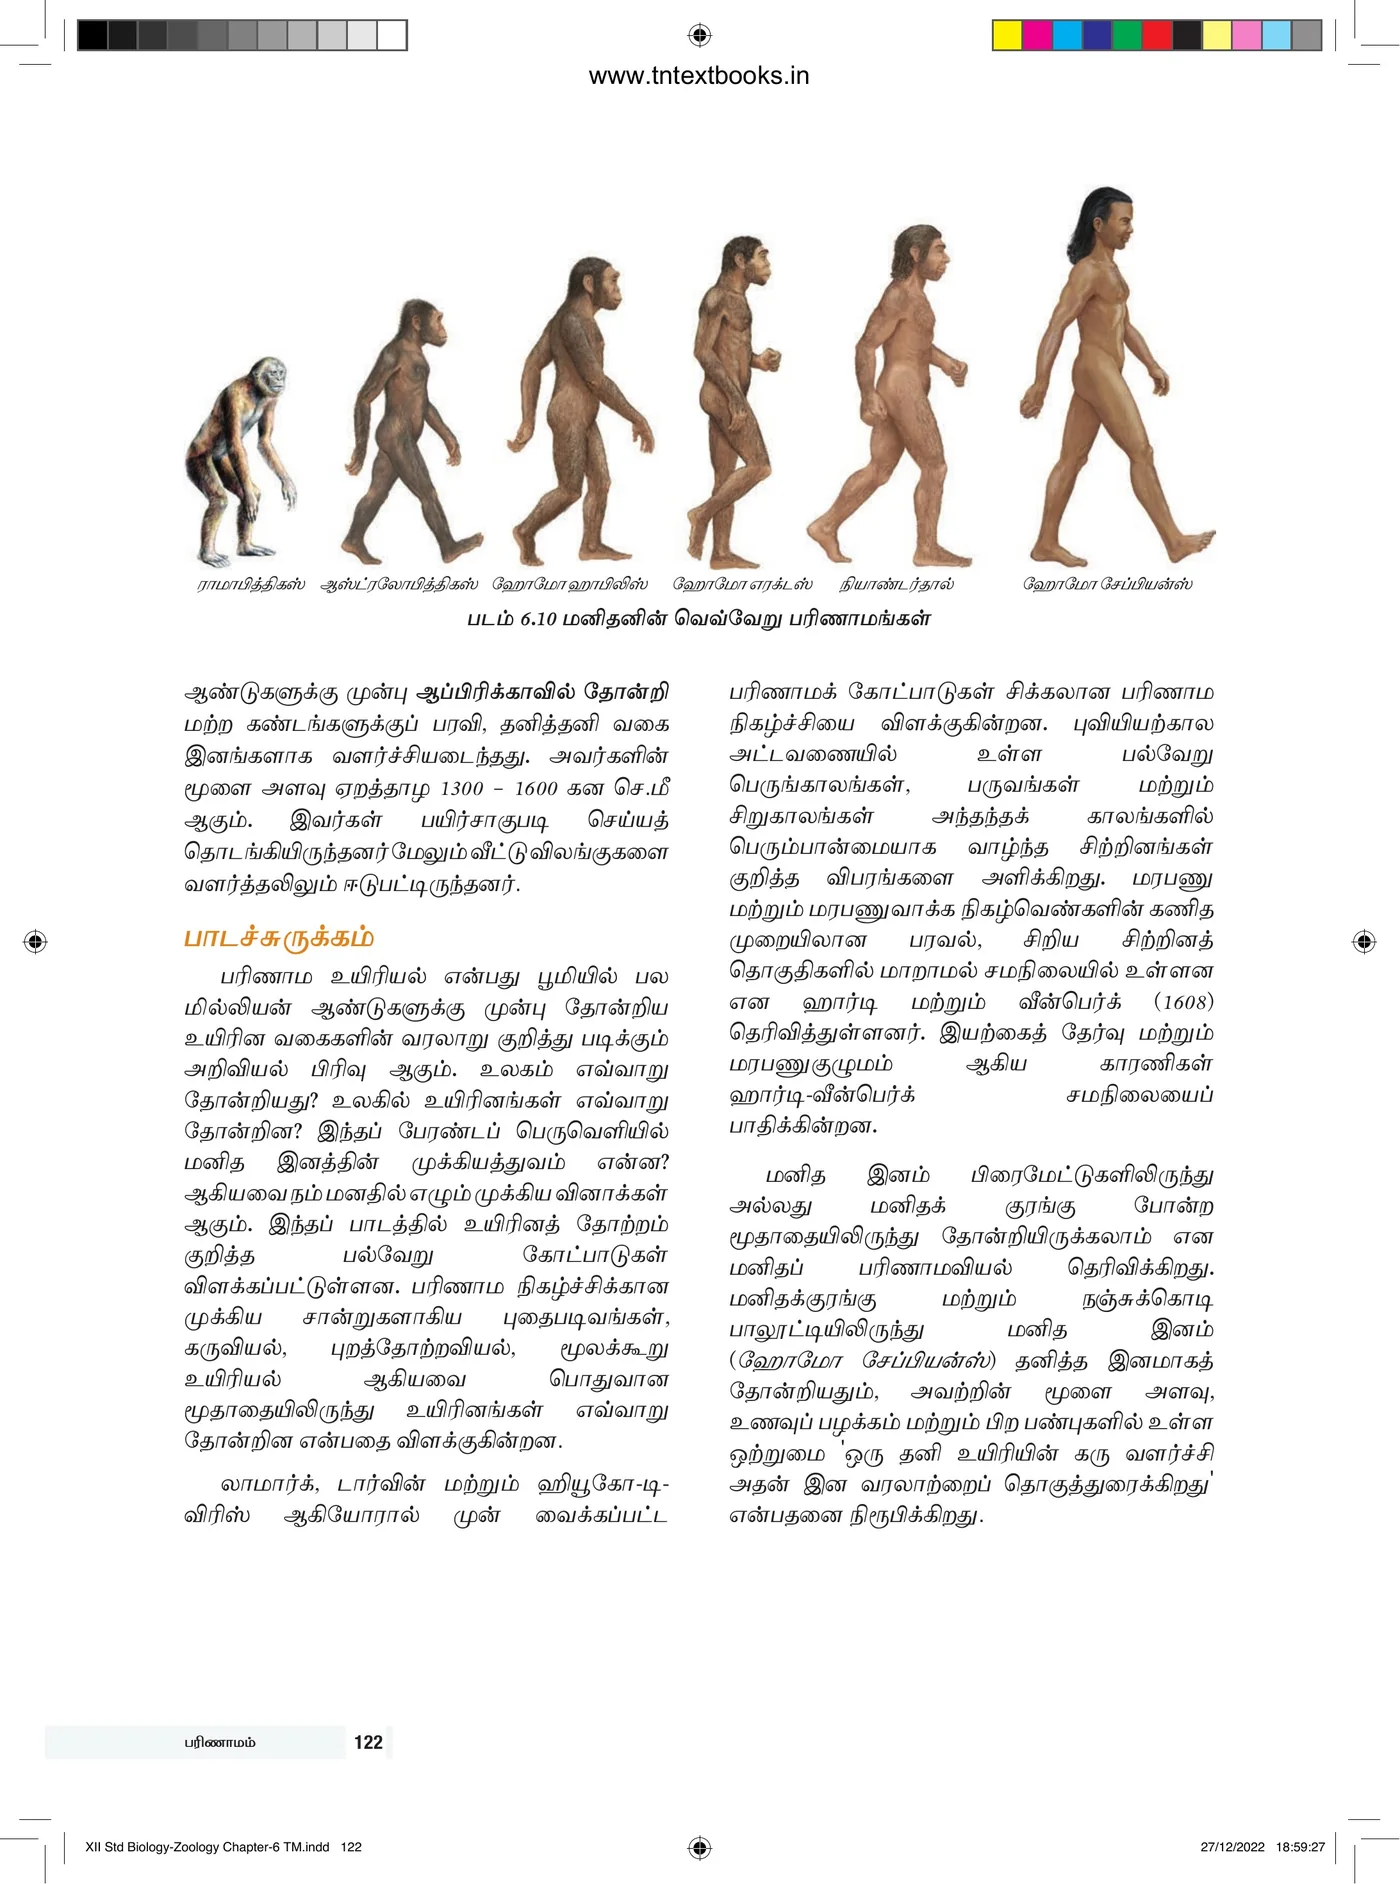 www.tntextbooks.in
ராமாபித்திகஸ் ஆஸ்ட்ரலோபித்திகஸ் ஹோமோ ஹாபிலிஸ் ஹோமோ எரக்டஸ் நியாண்டர்தால் ஹோமோ சேப்பியன்ஸ்
படம் 6.10 மனிதனின் வெவ்வேறு பரிணாமங்கள்
ஆண்டுகளுக்கு முன்பு ஆப்பிரிக்காவில் தோன்றி
மற்ற கண்டங்களுக்குப் பரவி, தனித்தனி வகை
இனங்களாக வளர்ச்சியடைந்தது. அவர்களின்
மூளை அளவு ஏறத்தாழ 1300 – 1600 கன செ.மீ
ஆகும். இவர்கள் பயிர்சாகுபடி செய்யத்
தொடங்கியிருந்தனர் மேலும் வீட்டு விலங்குகளை
வளர்த்தலிலும் ஈடுபட்டிருந்தனர்.
பாடச்சுருக்கம்
பரிணாம உயிரியல் என்பது பூமியில் பல
மில்லியன் ஆண்டுகளுக்கு முன்பு தோன்றிய
உயிரின வகைகளின் வரலாறு குறித்து படிக்கும்
அறிவியல் பிரிவு ஆகும். உலகம் எவ்வாறு
தோன்றியது? உலகில் உயிரினங்கள் எவ்வாறு
தோன்றின? இந்தப் பேரண்டப் பெருவெளியில்
மனித இனத்தின் முக்கியத்துவம் என்ன?
ஆகியவை நம் மனதில் எழும் முக்கிய வினாக்கள்
ஆகும். இந்தப் பாடத்தில் உயிரினத் தோற்றம்
குறித்த பல்வேறு கோட்பாடுகள்
விளக்கப்பட்டுள்ளன. பரிணாம நிகழ்ச்சிக்கான
முக்கிய சான்றுகளாகிய புதைபடிவங்கள்,
கருவியல், புறத்தோற்றவியல், மூலக்கூறு
உயிரியல் ஆகியவை பொதுவான
மூதாதையிலிருந்து உயிரினங்கள் எவ்வாறு
தோன்றின என்பதை விளக்குகின்றன.
லாமார்க், டார்வின் மற்றும் ஹியூகோ-டி-
விரிஸ் ஆகியோரால் முன் வைக்கப்பட்ட
பரிணாமக் கோட்பாடுகள் சிக்கலான பரிணாம
நிகழ்ச்சியை விளக்குகின்றன. புவியியற்கால
அட்டவணையில் உள்ள பல்வேறு
பெருங்காலங்கள், பருவங்கள் மற்றும்
சிறுகாலங்கள் அந்தந்தக் காலங்களில்
பெரும்பான்மையாக வாழ்ந்த சிற்றினங்கள்
குறித்த விபரங்களை அளிக்கிறது. மரபணு
மற்றும் மரபணுவாக்க நிகழ்வெண்களின் கணித
முறையிலான பரவல், சிறிய சிற்றினத்
தொகுதிகளில் மாறாமல் சமநிலையில் உள்ளன
என ஹார்டி மற்றும் வீன்பெர்க் (1608)
தெரிவித்துள்ளனர். இயற்கைத் தேர்வு மற்றும்
மரபணுகுழுமம் ஆகிய காரணிகள்
ஹார்டி-வீன்பெர்க் சமநிலையைப்
பாதிக்கின்றன.
மனித இனம் பிரைமேட்டுகளிலிருந்து
அல்லது மனிதக் குரங்கு போன்ற
மூதாதையிலிருந்து தோன்றியிருக்கலாம் என
மனிதப் பரிணாமவியல் தெரிவிக்கிறது.
மனிதக்குரங்கு மற்றும் நஞ்சுக்கொடி
பாலூட்டியிலிருந்து மனித இனம்
(ஹோமோ சேப்பியன்ஸ்) தனித்த இனமாகத்
தோன்றியதும், அவற்றின் மூளை அளவு,
உணவுப் பழக்கம் மற்றும் பிற பண்புகளில் உள்ள
ஒற்றுமை 'ஒரு தனி உயிரியின் கரு வளர்ச்சி
அதன் இன வரலாற்றைப் தொகுத்துரைக்கிறது'
என்பதனை நிரூபிக்கிறது.
பரிணாமம் 122
XII Std Biology-Zoology Chapter-6 TM.indd 122 27/12/2022 18:59:27